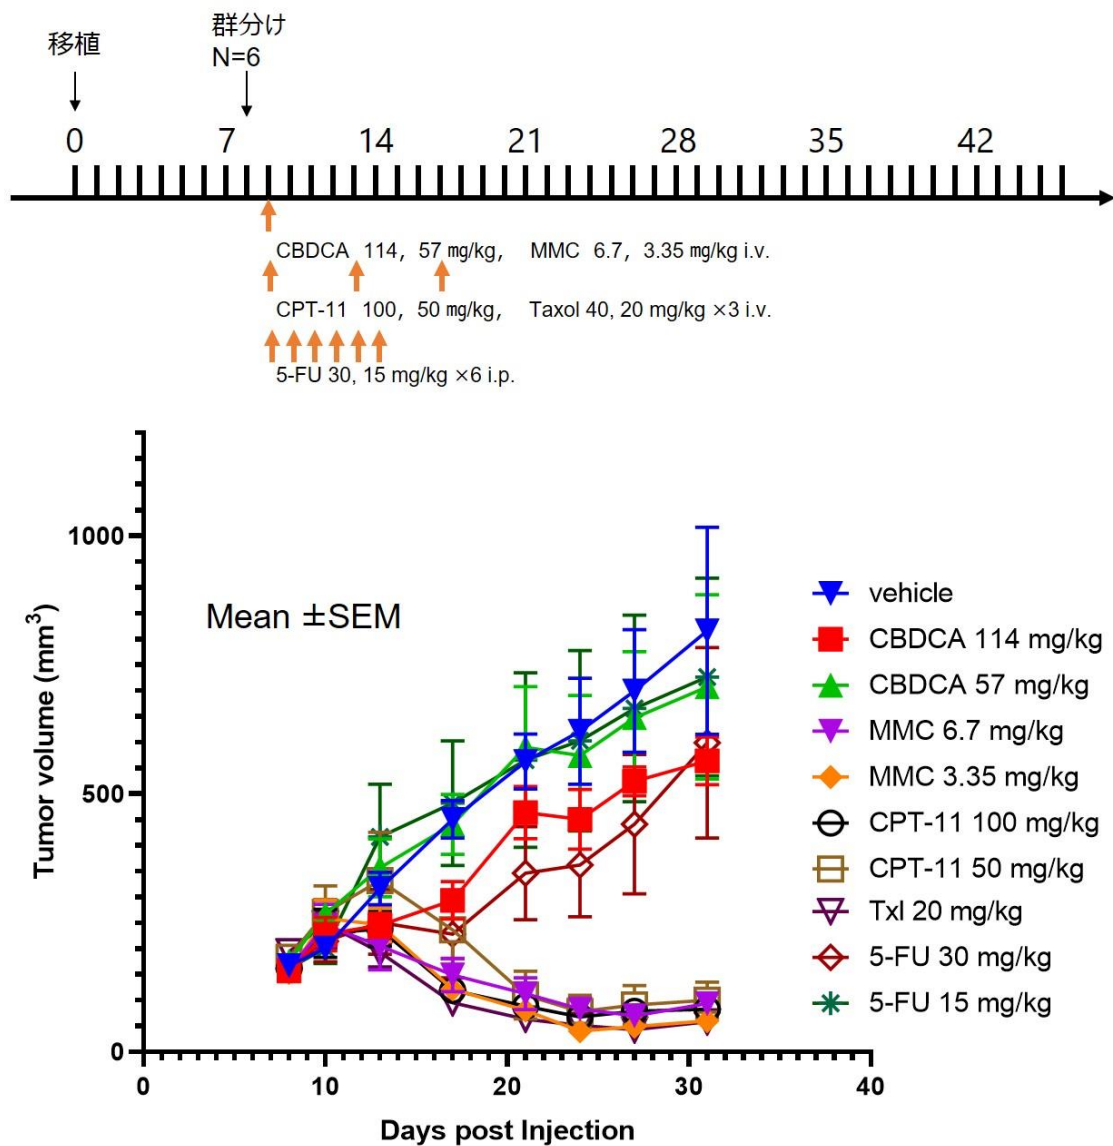 移植
群分け
N=6
0 7 14 21 28 35 42
CBDCA 114, 57 ㎎/kg, MMC 6.7, 3.35 mg/kg i.v.
CPT-11 100, 50 ㎎/kg, Taxol 40, 20 mg/kg ×3 i.v.
5-FU 30, 15 mg/kg ×6 i.p.
1000
500
0
Tumor volume (mm³)
Mean ±SEM
vehicle
CBDCA 114 mg/kg
CBDCA 57 mg/kg
MMC 6.7 mg/kg
MMC 3.35 mg/kg
CPT-11 100 mg/kg
CPT-11 50 mg/kg
Txl 20 mg/kg
5-FU 30 mg/kg
5-FU 15 mg/kg
0 10 20 30 40
Days post Injection